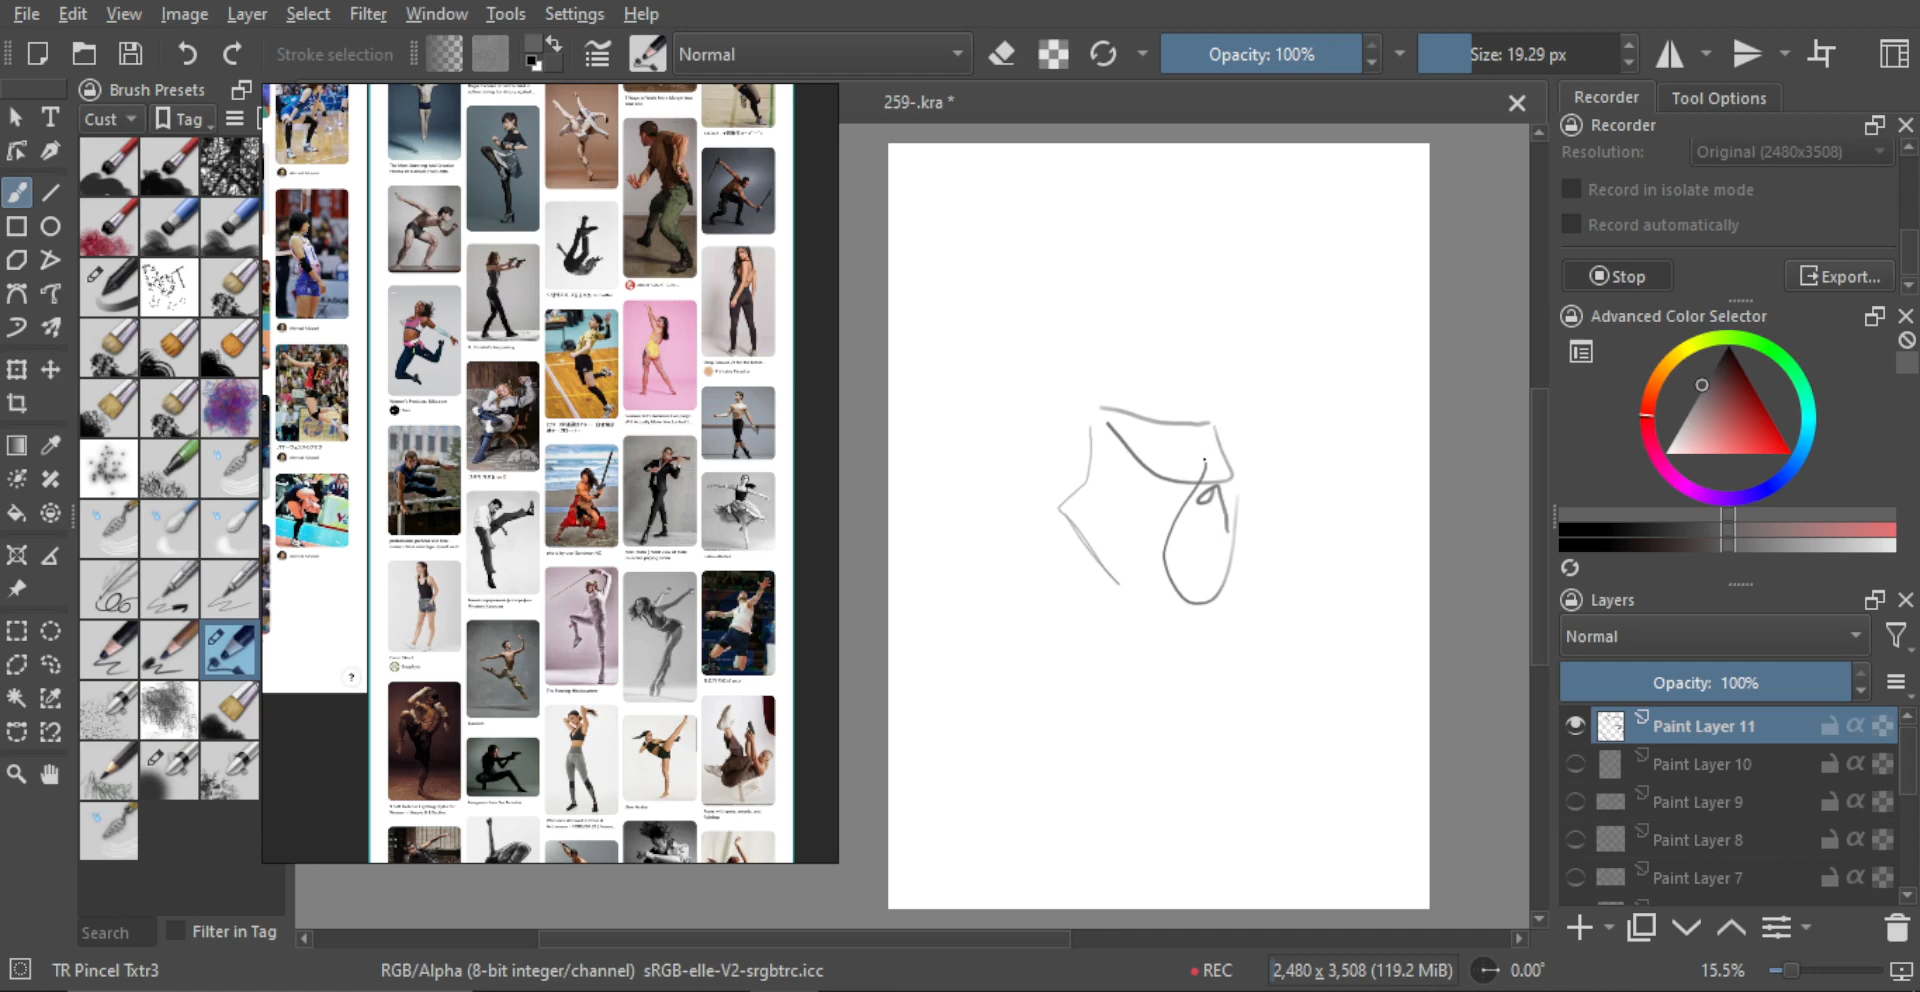 File Edit View Image Layer Select Filter Window Tools Settings Help
Stroke selection
Normal
Opacity: 100%
Size: 19.29 px
Brush Presets
Cust
Tag
259-.kra *
Recorder
Tool Options
Recorder
Resolution:
Original (2480x3508)
Record in isolate mode
Record automatically
Stop
Export...
Advanced Color Selector
Layers
Normal
Opacity: 100%
Paint Layer 11
Paint Layer 10
Paint Layer 9
Paint Layer 8
Paint Layer 7
?
Search
Filter in Tag
TR Pincel Txtr3
RGB/Alpha (8-bit integer/channel) sRGB-elle-V2-srgbtrc.icc
REC
2,480 x 3,508 (119.2 MiB)
0.00°
15.5%